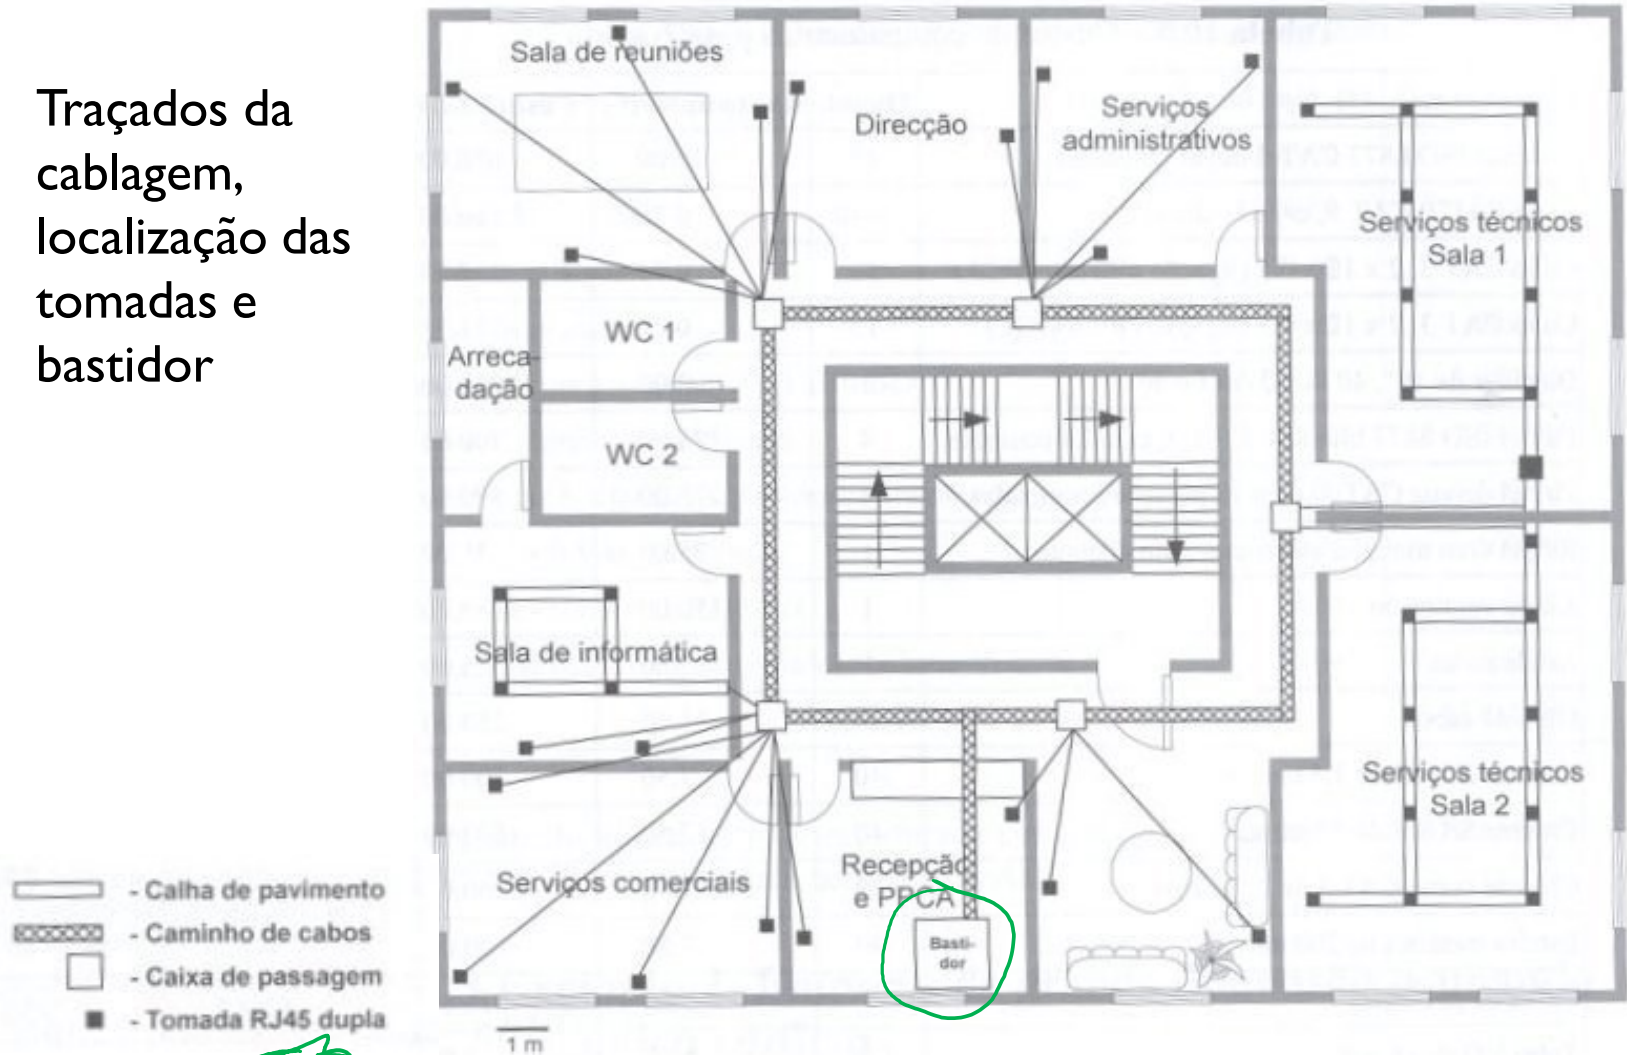 Traçados da
cablagem,
localização das
tomadas e
bastidor
Sala de reuniões
Direcção
Serviços
administrativos
Serviços técnicos
Sala 1
Arreca-
dação
WC 1
WC 2
Sala de informática
Serviços técnicos
Sala 2
Serviços comerciais
Recepção
e PPCA
Basti-
dor
- Calha de pavimento
- Caminho de cabos
- Caixa de passagem
- Tomada RJ45 dupla
1 m